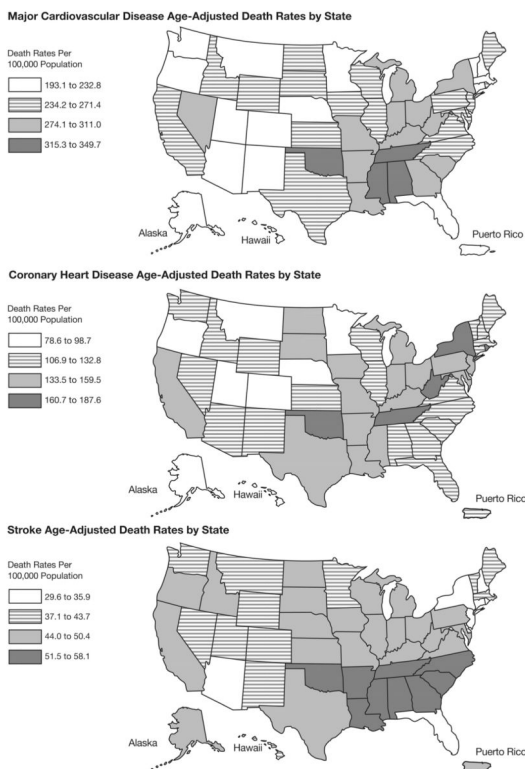 Major Cardiovascular Disease Age-Adjusted Death Rates by State
Death Rates Per
100,000 Population
193.1 to 232.8
234.2 to 271.4
274.1 to 311.0
315.3 to 349.7
Alaska
Hawaii
Puerto Rico
Coronary Heart Disease Age-Adjusted Death Rates by State
Death Rates Per
100,000 Population
78.6 to 98.7
106.9 to 132.8
133.5 to 159.5
160.7 to 187.6
Alaska
Hawaii
Puerto Rico
Stroke Age-Adjusted Death Rates by State
Death Rates Per
100,000 Population
29.6 to 35.9
37.1 to 43.7
44.0 to 50.4
51.5 to 58.1
Alaska
Hawaii
Puerto Rico